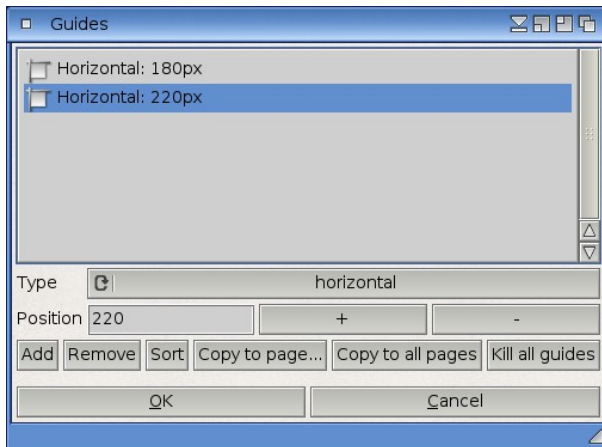 Guides
Horizontal: 180px
Horizontal: 220px
Type horizontal
Position 220 + -
Add Remove Sort Copy to page... Copy to all pages Kill all guides
OK Cancel